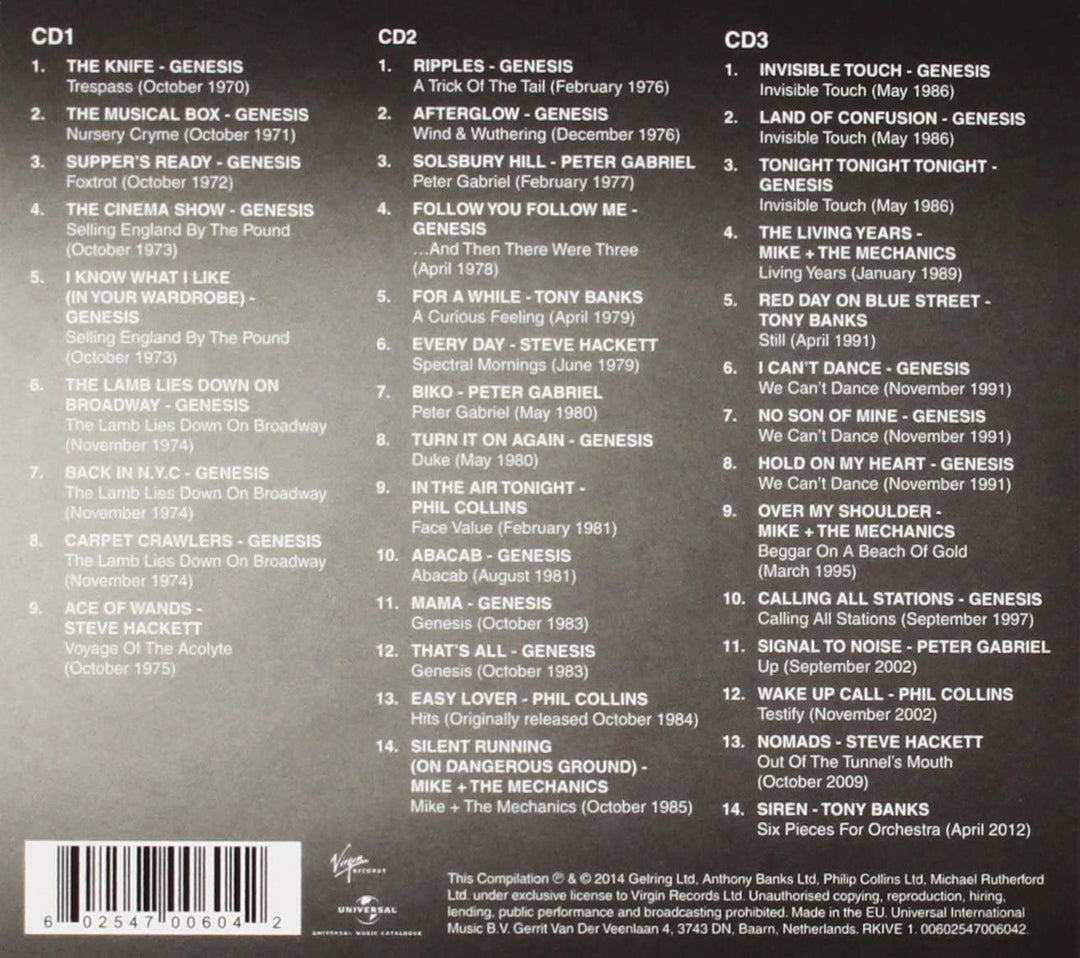 CD1
1. THE KNIFE - GENESIS
Trespass (October 1970)
2. THE MUSICAL BOX - GENESIS
Nursery Cryme (October 1971)
3. SUPPER'S READY - GENESIS
Foxtrot (October 1972)
4. THE CINEMA SHOW - GENESIS
Selling England By The Pound
(October 1973)
5. I KNOW WHAT I LIKE
(IN YOUR WARDROBE) -
GENESIS
Selling England By The Pound
(October 1973)
6. THE LAMB LIES DOWN ON
BROADWAY - GENESIS
The Lamb Lies Down On Broadway
(November 1974)
7. BACK IN N.Y.C - GENESIS
The Lamb Lies Down On Broadway
(November 1974)
8. CARPET CRAWLERS - GENESIS
The Lamb Lies Down On Broadway
(November 1974)
9. ACE OF WANDS -
STEVE HACKETT
Voyage Of The Acolyte
(October 1975)
CD2
1. RIPPLES - GENESIS
A Trick Of The Tail (February 1976)
2. AFTERGLOW - GENESIS
Wind & Wuthering (December 1976)
3. SOLSBURY HILL - PETER GABRIEL
Peter Gabriel (February 1977)
4. FOLLOW YOU FOLLOW ME -
GENESIS
...And Then There Were Three
(April 1978)
5. FOR A WHILE - TONY BANKS
A Curious Feeling (April 1979)
6. EVERY DAY - STEVE HACKETT
Spectral Mornings (June 1979)
7. BIKO - PETER GABRIEL
Peter Gabriel (May 1980)
8. TURN IT ON AGAIN - GENESIS
Duke (May 1980)
9. IN THE AIR TONIGHT -
PHIL COLLINS
Face Value (February 1981)
10. ABACAB - GENESIS
Abacab (August 1981)
11. MAMA - GENESIS
Genesis (October 1983)
12. THAT'S ALL - GENESIS
Genesis (October 1983)
13. EASY LOVER - PHIL COLLINS
Hits (Originally released October 1984)
14. SILENT RUNNING
(ON DANGEROUS GROUND) -
MIKE + THE MECHANICS
Mike + The Mechanics (October 1985)
CD3
1. INVISIBLE TOUCH - GENESIS
Invisible Touch (May 1986)
2. LAND OF CONFUSION - GENESIS
Invisible Touch (May 1986)
3. TONIGHT TONIGHT TONIGHT -
GENESIS
Invisible Touch (May 1986)
4. THE LIVING YEARS -
MIKE + THE MECHANICS
Living Years (January 1989)
5. RED DAY ON BLUE STREET -
TONY BANKS
Still (April 1991)
6. I CAN'T DANCE - GENESIS
We Can't Dance (November 1991)
7. NO SON OF MINE - GENESIS
We Can't Dance (November 1991)
8. HOLD ON MY HEART - GENESIS
We Can't Dance (November 1991)
9. OVER MY SHOULDER -
MIKE + THE MECHANICS
Beggar On A Beach Of Gold
(March 1995)
10. CALLING ALL STATIONS - GENESIS
Calling All Stations (September 1997)
11. SIGNAL TO NOISE - PETER GABRIEL
Up (September 2002)
12. WAKE UP CALL - PHIL COLLINS
Testify (November 2002)
13. NOMADS - STEVE HACKETT
Out Of The Tunnel's Mouth
(October 2009)
14. SIREN - TONY BANKS
Six Pieces For Orchestra (April 2012)
6 02547 00604 2
Virgin
RECORDS
UNIVERSAL
UNIVERSAL MUSIC CATALOGUE
This Compilation ℗ & © 2014 Gelring Ltd, Anthony Banks Ltd, Philip Collins Ltd, Michael Rutherford
Ltd. under exclusive license to Virgin Records Ltd. Unauthorised copying, reproduction, hiring,
lending, public performance and broadcasting prohibited. Made in the EU. Universal International
Music B.V. Gerrit Van Der Veenlaan 4, 3743 DN, Baarn, Netherlands. RKIVE 1. 00602547006042.